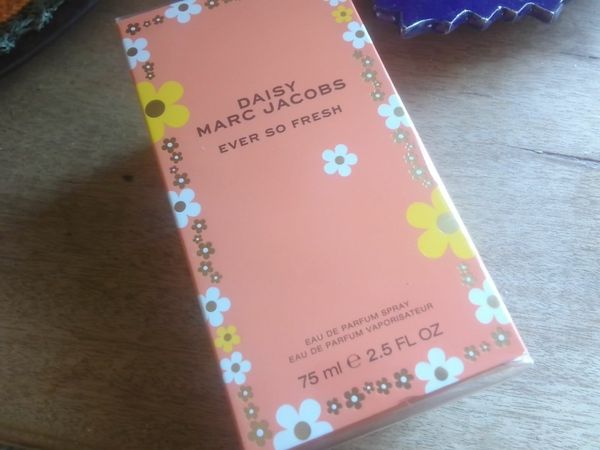 DAISY
MARC JACOBS
EVER SO FRESH
EAU DE PARFUM SPRAY
EAU DE PARFUM VAPORISATEUR
75 ml e 2.5 FL OZ